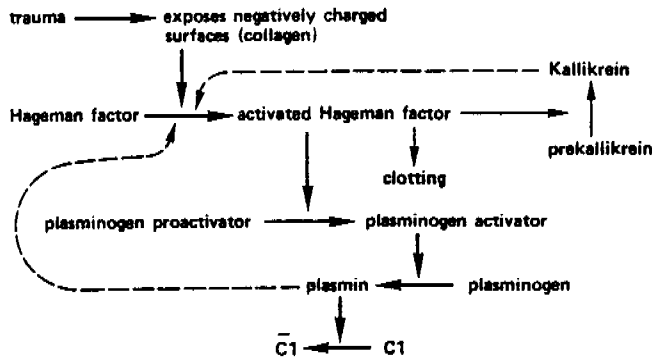 trauma exposes negatively charged
surfaces (collagen)
Kallikrein
Hageman factor activated Hageman factor
prekallikrein
clotting
plasminogen proactivator plasminogen activator
plasmin plasminogen
C̅1 C1